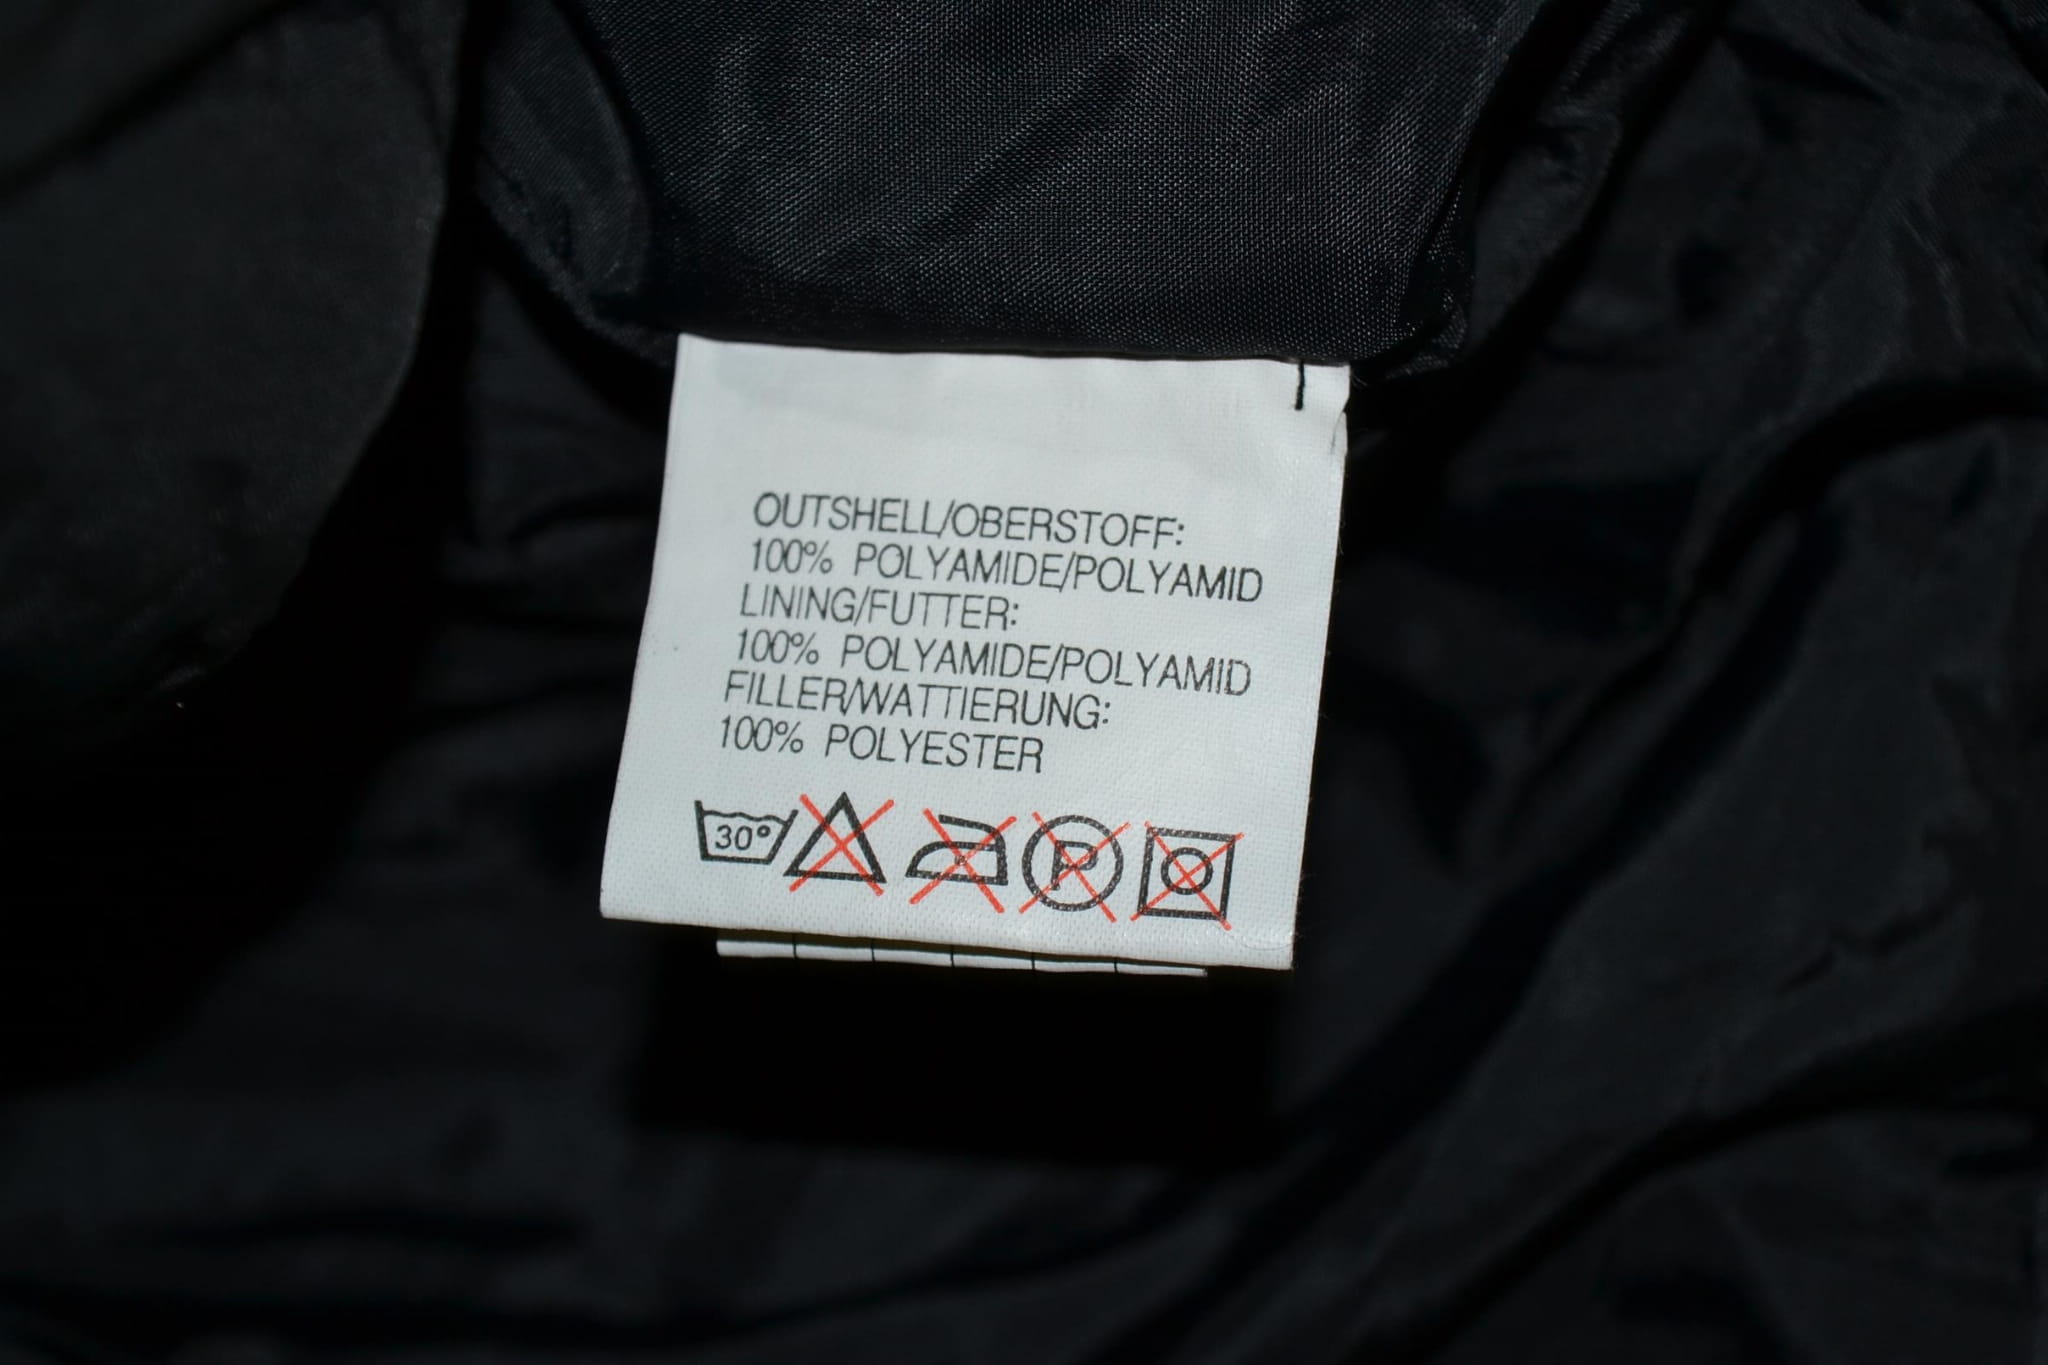 OUTSHELL/OBERSTOFF:
100% POLYAMIDE/POLYAMID
LINING/FUTTER:
100% POLYAMIDE/POLYAMID
FILLER/WATTIERUNG:
100% POLYESTER
30° P